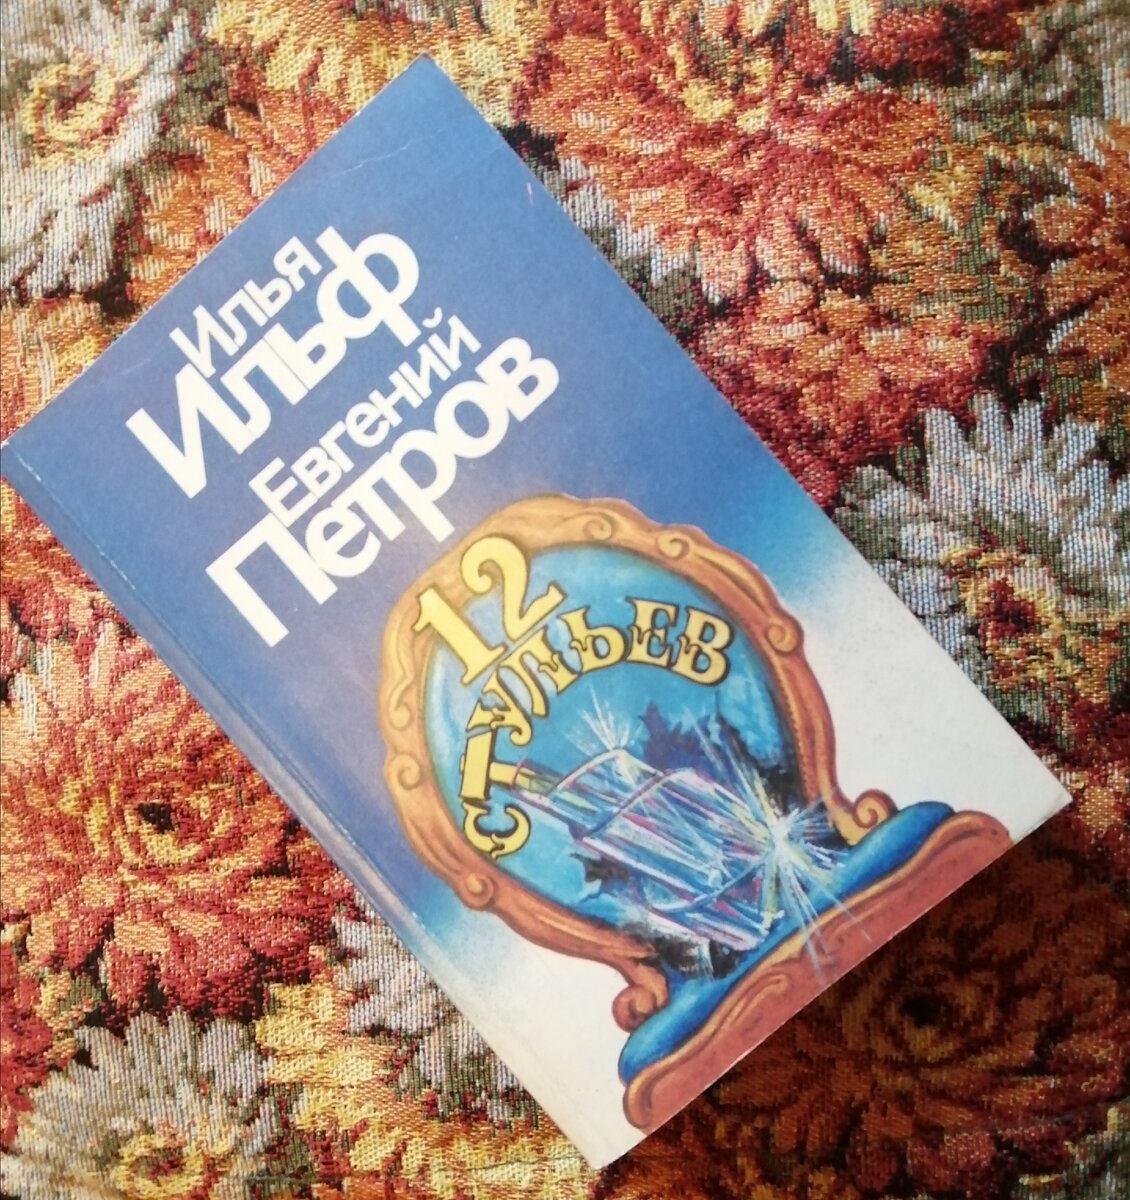 Илья
Ильф
Евгений
Петров
12
СТУЛЬЕВ